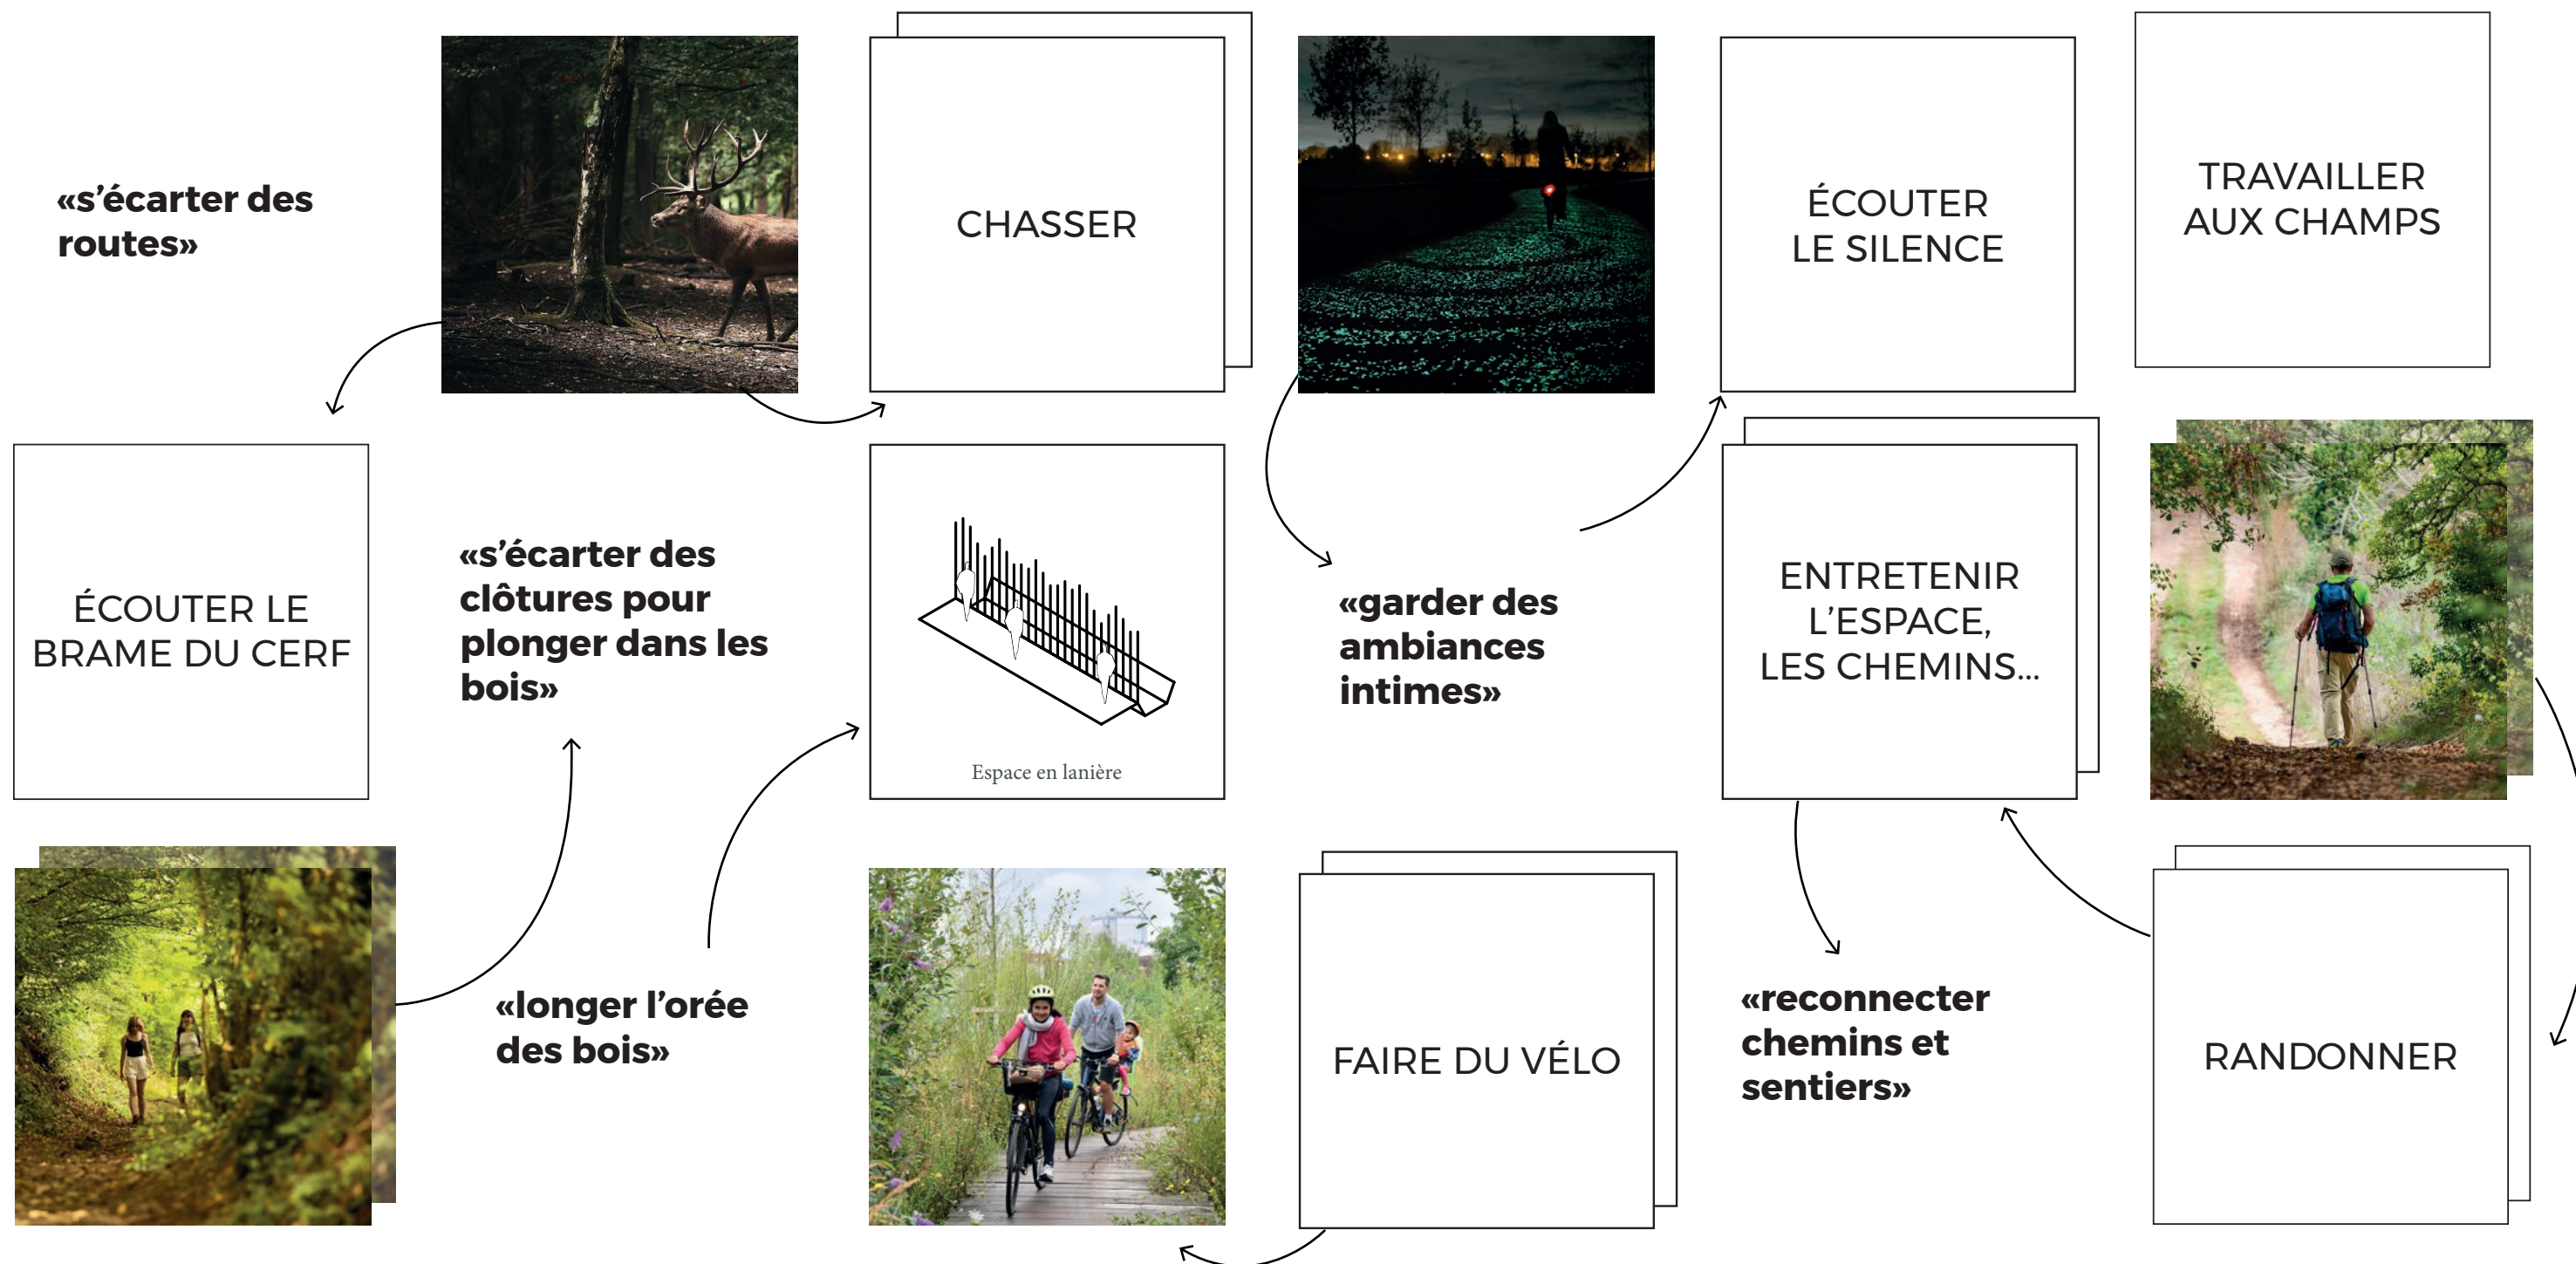 «s’écarter des
routes»
CHASSER
ÉCOUTER
LE SILENCE
TRAVAILLER
AUX CHAMPS
ÉCOUTER LE
BRAME DU CERF
«s’écarter des
clôtures pour
plonger dans les
bois»
Espace en lanière
«garder des
ambiances
intimes»
ENTRETENIR
L’ESPACE,
LES CHEMINS...
«longer l’orée
des bois»
FAIRE DU VÉLO
«reconnecter
chemins et
sentiers»
RANDONNER